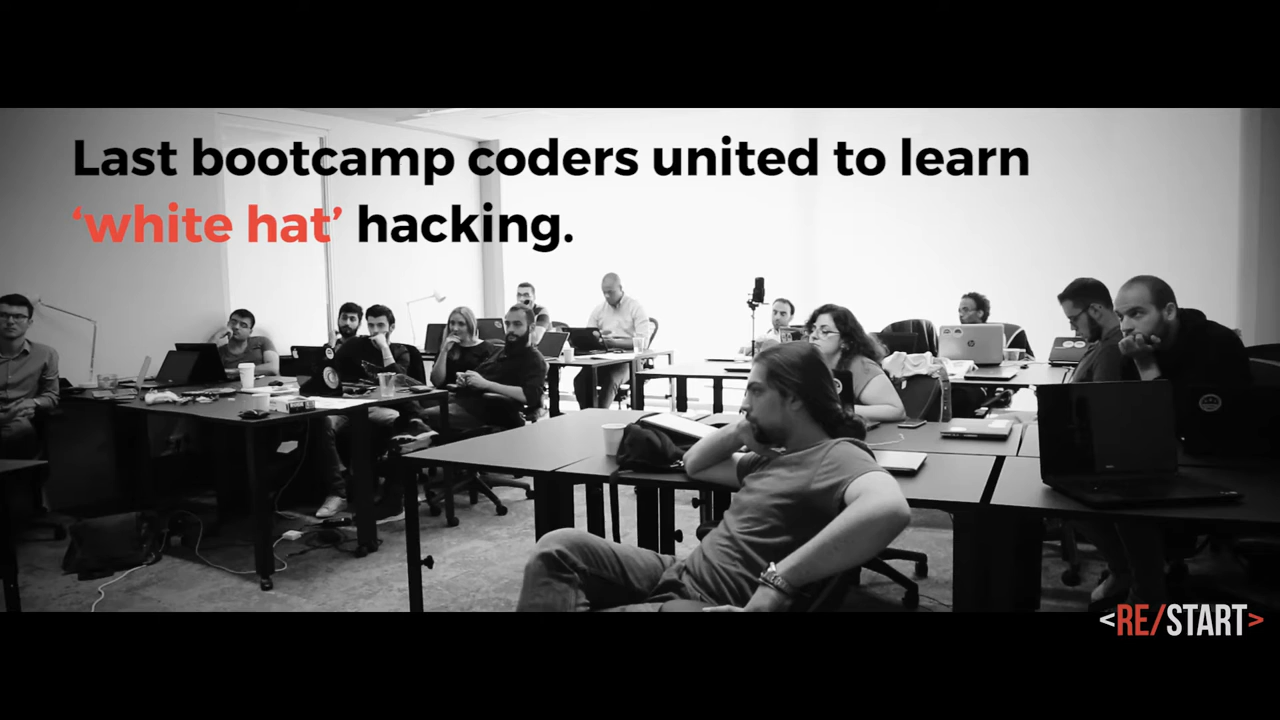 Last bootcamp coders united to learn
‘white hat’ hacking.
<RE/START>